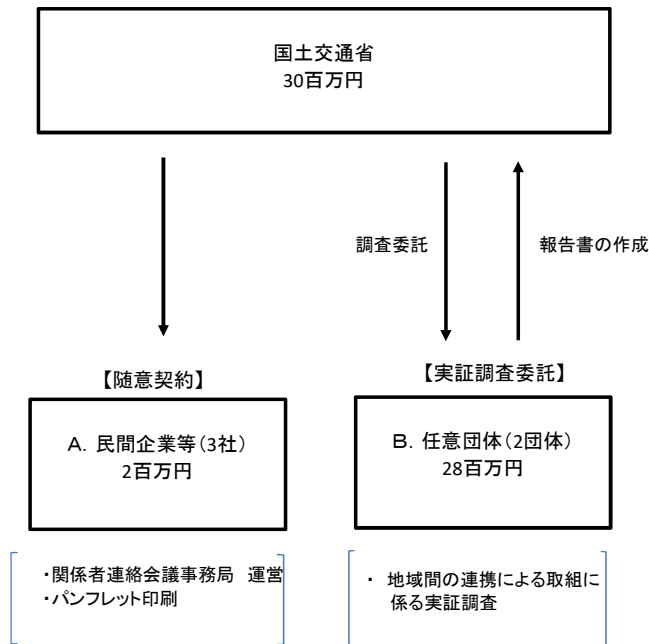 国土交通省
30百万円
調査委託
報告書の作成
【随意契約】
【実証調査委託】
A．民間企業等（3社）
2百万円
B．任意団体（2団体）
28百万円
・関係者連絡会議事務局　運営
・パンフレット印刷
・ 地域間の連携による取組に
係る実証調査